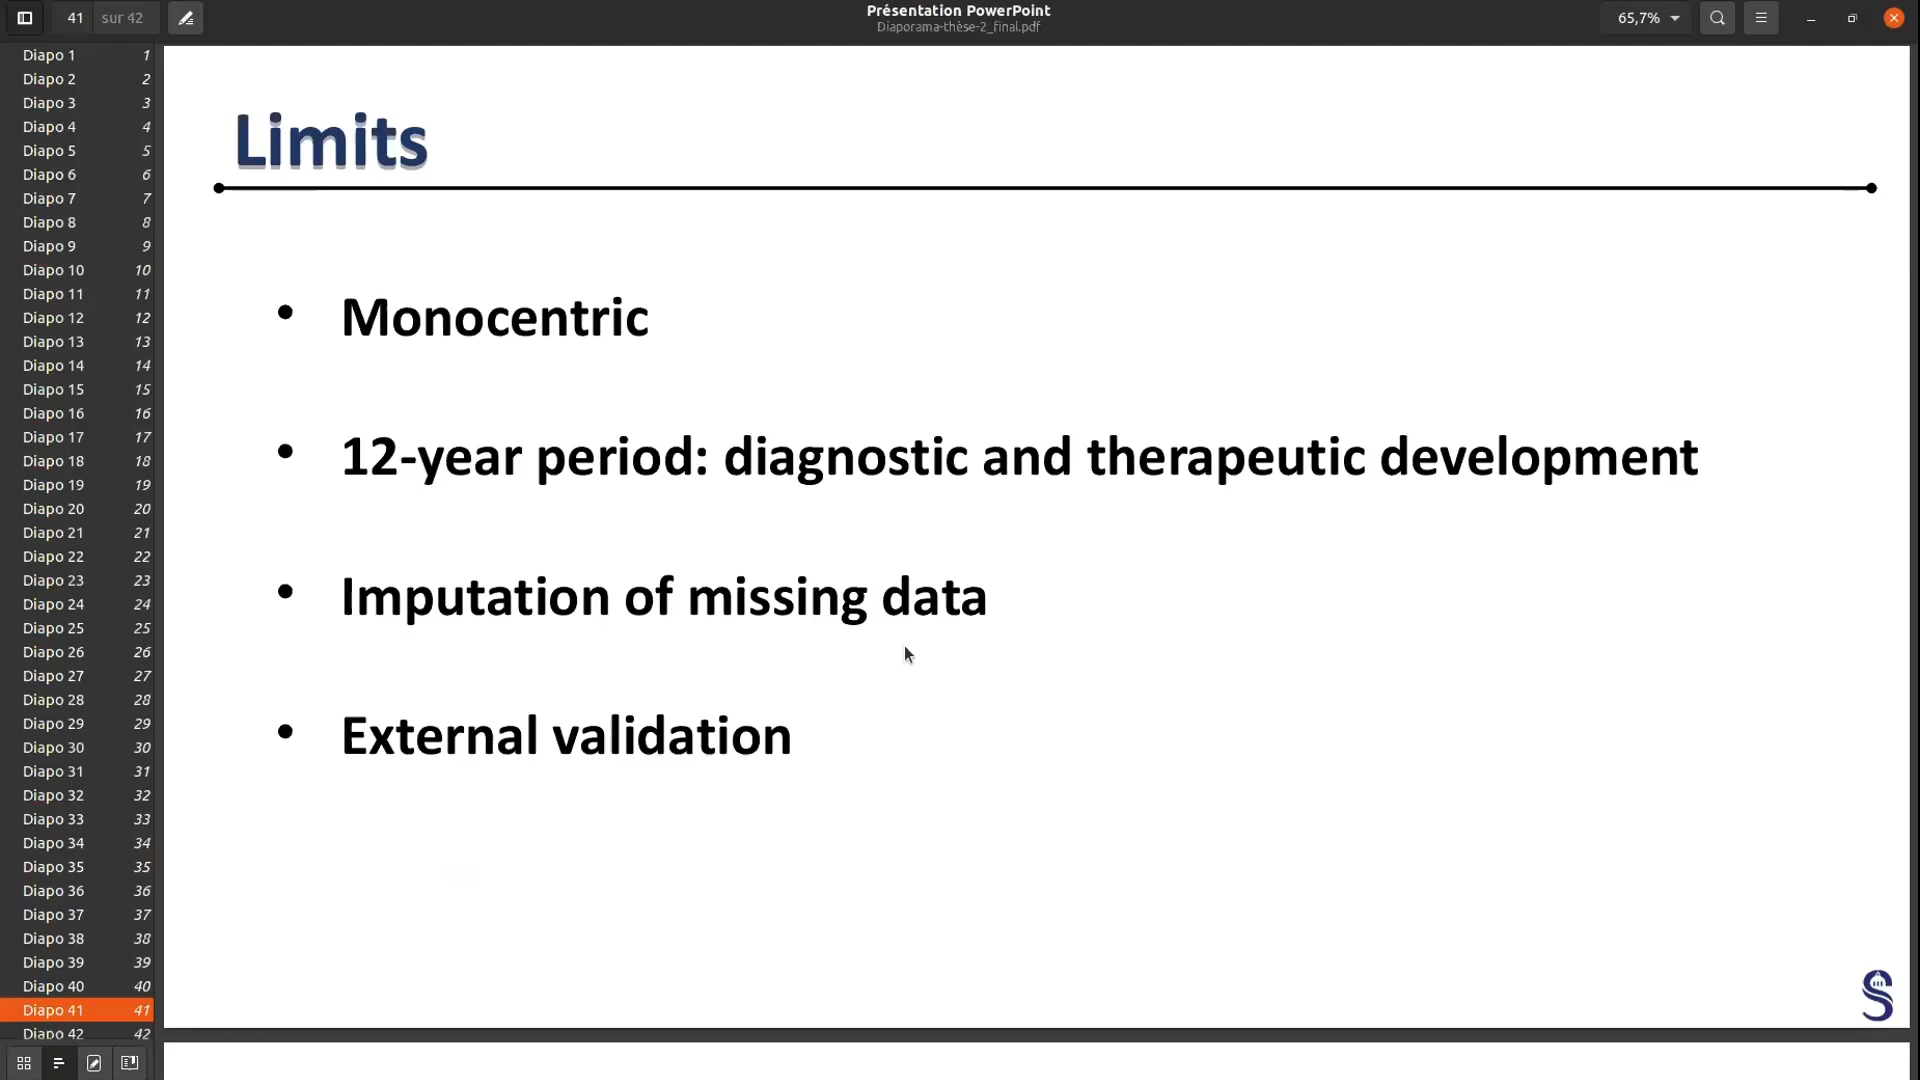 41 sur 42
Présentation PowerPoint
Diaporama-thèse-2_final.pdf
65,7%
Diapo 1 1
Diapo 2 2
Diapo 3 3
Diapo 4 4
Diapo 5 5
Diapo 6 6
Diapo 7 7
Diapo 8 8
Diapo 9 9
Diapo 10 10
Diapo 11 11
Diapo 12 12
Diapo 13 13
Diapo 14 14
Diapo 15 15
Diapo 16 16
Diapo 17 17
Diapo 18 18
Diapo 19 19
Diapo 20 20
Diapo 21 21
Diapo 22 22
Diapo 23 23
Diapo 24 24
Diapo 25 25
Diapo 26 26
Diapo 27 27
Diapo 28 28
Diapo 29 29
Diapo 30 30
Diapo 31 31
Diapo 32 32
Diapo 33 33
Diapo 34 34
Diapo 35 35
Diapo 36 36
Diapo 37 37
Diapo 38 38
Diapo 39 39
Diapo 40 40
Diapo 41 41
Diapo 42 42
Limits
• Monocentric
• 12-year period: diagnostic and therapeutic development
• Imputation of missing data
• External validation
S